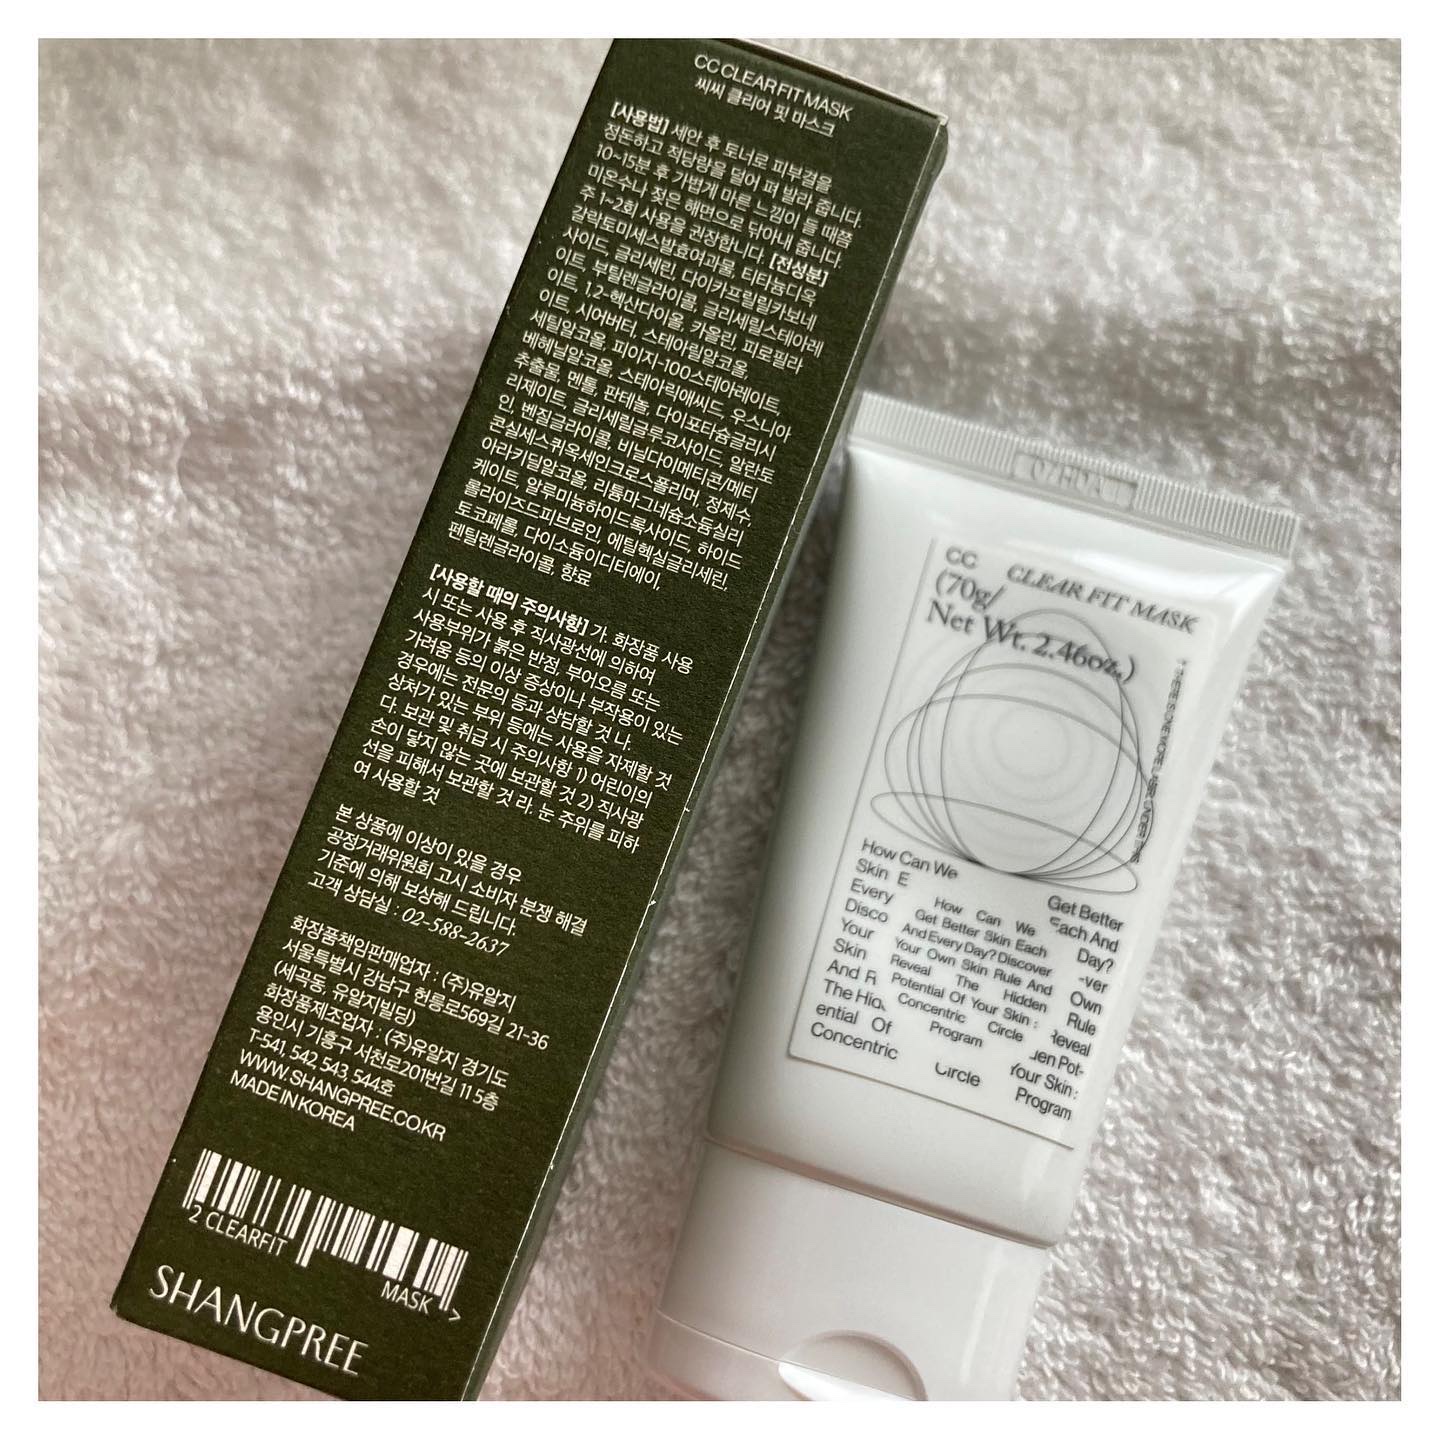 CC CLEAR FIT MASK
씨씨 클리어 핏 마스크
[사용법] 세안 후 토너로 피부결을
정돈하고 적당량을 덜어 펴 발라 줍니다.
10~15분 후 가볍게 마른 느낌이 들 때쯤
미온수나 젖은 해면으로 닦아내 줍니다.
주 1~2회 사용을 권장합니다. [전성분]
갈락토미세스발효여과물, 티타늄디옥
사이드, 글리세린, 다이카프릴릴카보네
이트, 부틸렌글라이콜, 글리세릴스테아레
이트, 1,2-헥산다이올, 카올린, 피로필라
이트, 시어버터, 스테아릴알코올,
세틸알코올, 피이지-100스테아레이트,
베헤닐알코올, 스테아릭애씨드, 우스니아
추출물, 멘톨, 판테놀, 다이포타슘글리시
리제이트, 글리세릴글루코사이드, 알란토
인, 벤질글라이콜, 비닐다이메티콘/메티
콘실세스퀴옥세인크로스폴리머, 정제수,
아라키딜알코올, 리튬마그네슘소듐실리
케이트, 알루미늄하이드록사이드, 하이드
롤라이즈드피브로인, 에틸헥실글리세린,
토코페롤, 다이소듐이디티에이,
펜틸렌글라이콜, 향료
[사용할 때의 주의사항] 가. 화장품 사용
시 또는 사용 후 직사광선에 의하여
사용부위가 붉은 반점, 부어오름 또는
가려움 등의 이상 증상이나 부작용이 있는
경우에는 전문의 등과 상담할 것 나.
상처가 있는 부위 등에는 사용을 자제할 것
다. 보관 및 취급 시 주의사항 1) 어린이의
손이 닿지 않는 곳에 보관할 것 2) 직사광
선을 피해서 보관할 것 라. 눈 주위를 피하
여 사용할 것
본 상품에 이상이 있을 경우
공정거래위원회 고시 소비자 분쟁 해결
기준에 의해 보상해 드립니다.
고객 상담실 : 02-588-2637
화장품책임판매업자 : (주)유알지
서울특별시 강남구 헌릉로569길 21-36
(세곡동, 유알지빌딩)
화장품제조업자 : (주)유알지 경기도
용인시 기흥구 서천로201번길 11 5층
T-541, 542, 543, 544호
WWW.SHANGPREE.CO.KR
MADE IN KOREA
2 CLEARFIT
MASK >
SHANGPREE
CC CLEAR FIT MASK
(70g/
Net Wt. 2.46oz.)
How Can We Get Better
Skin E Each And
Every Day?
Disco -ver
Your Own
Skin Rule
And R Reveal
The Hid den Pot-
ential Of Your Skin :
Concentric Circle Program
How Can We
Get Better Skin Each
And Every Day? Discover
Your Own Skin Rule And
Reveal The Hidden
Potential Of Your Skin :
Concentric Circle
Program